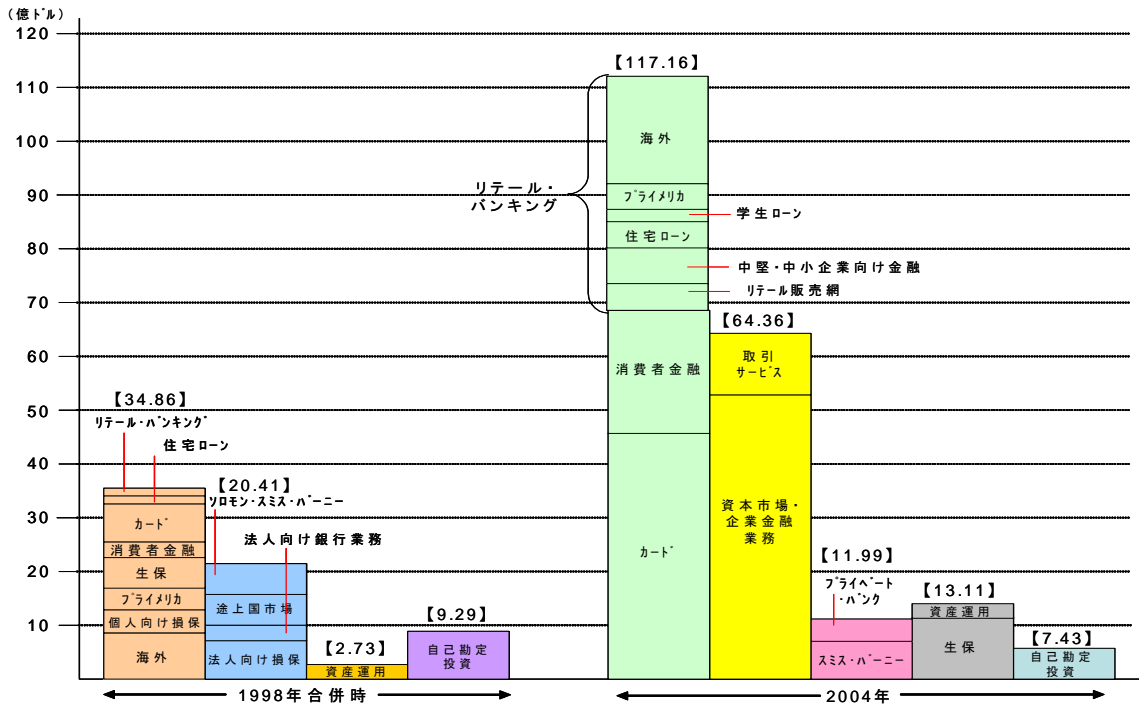 （億ﾄﾞﾙ）
120
110
100
90
80
70
60
50
40
30
20
10
【34.86】
ﾘﾃｰﾙ・ﾊﾞﾝｷﾝｸﾞ
住宅ﾛｰﾝ
ｶｰﾄﾞ
消費者金融
生保
ﾌﾟﾗｲﾒﾘｶ
個人向け損保
海外
【20.41】
ｿﾛﾓﾝ・ｽﾐｽ・ﾊﾞｰﾆｰ
法人向け銀行業務
途上国市場
法人向け損保
【2.73】
資産運用
【9.29】
自己勘定
投資
1998年合併時
【117.16】
リテール・
バンキング
海外
ﾌﾟﾗｲﾒﾘｶ
学生ﾛｰﾝ
住宅ﾛｰﾝ
中堅・中小企業向け金融
ﾘﾃｰﾙ販売網
消費者金融
ｶｰﾄﾞ
【64.36】
取引
ｻｰﾋﾞｽ
資本市場・
企業金融
業務
【11.99】
ﾌﾟﾗｲﾍﾞｰﾄ
・ﾊﾞﾝｸ
ｽﾐｽ・ﾊﾞｰﾆｰ
【13.11】
資産運用
生保
【7.43】
自己勘定
投資
2004年